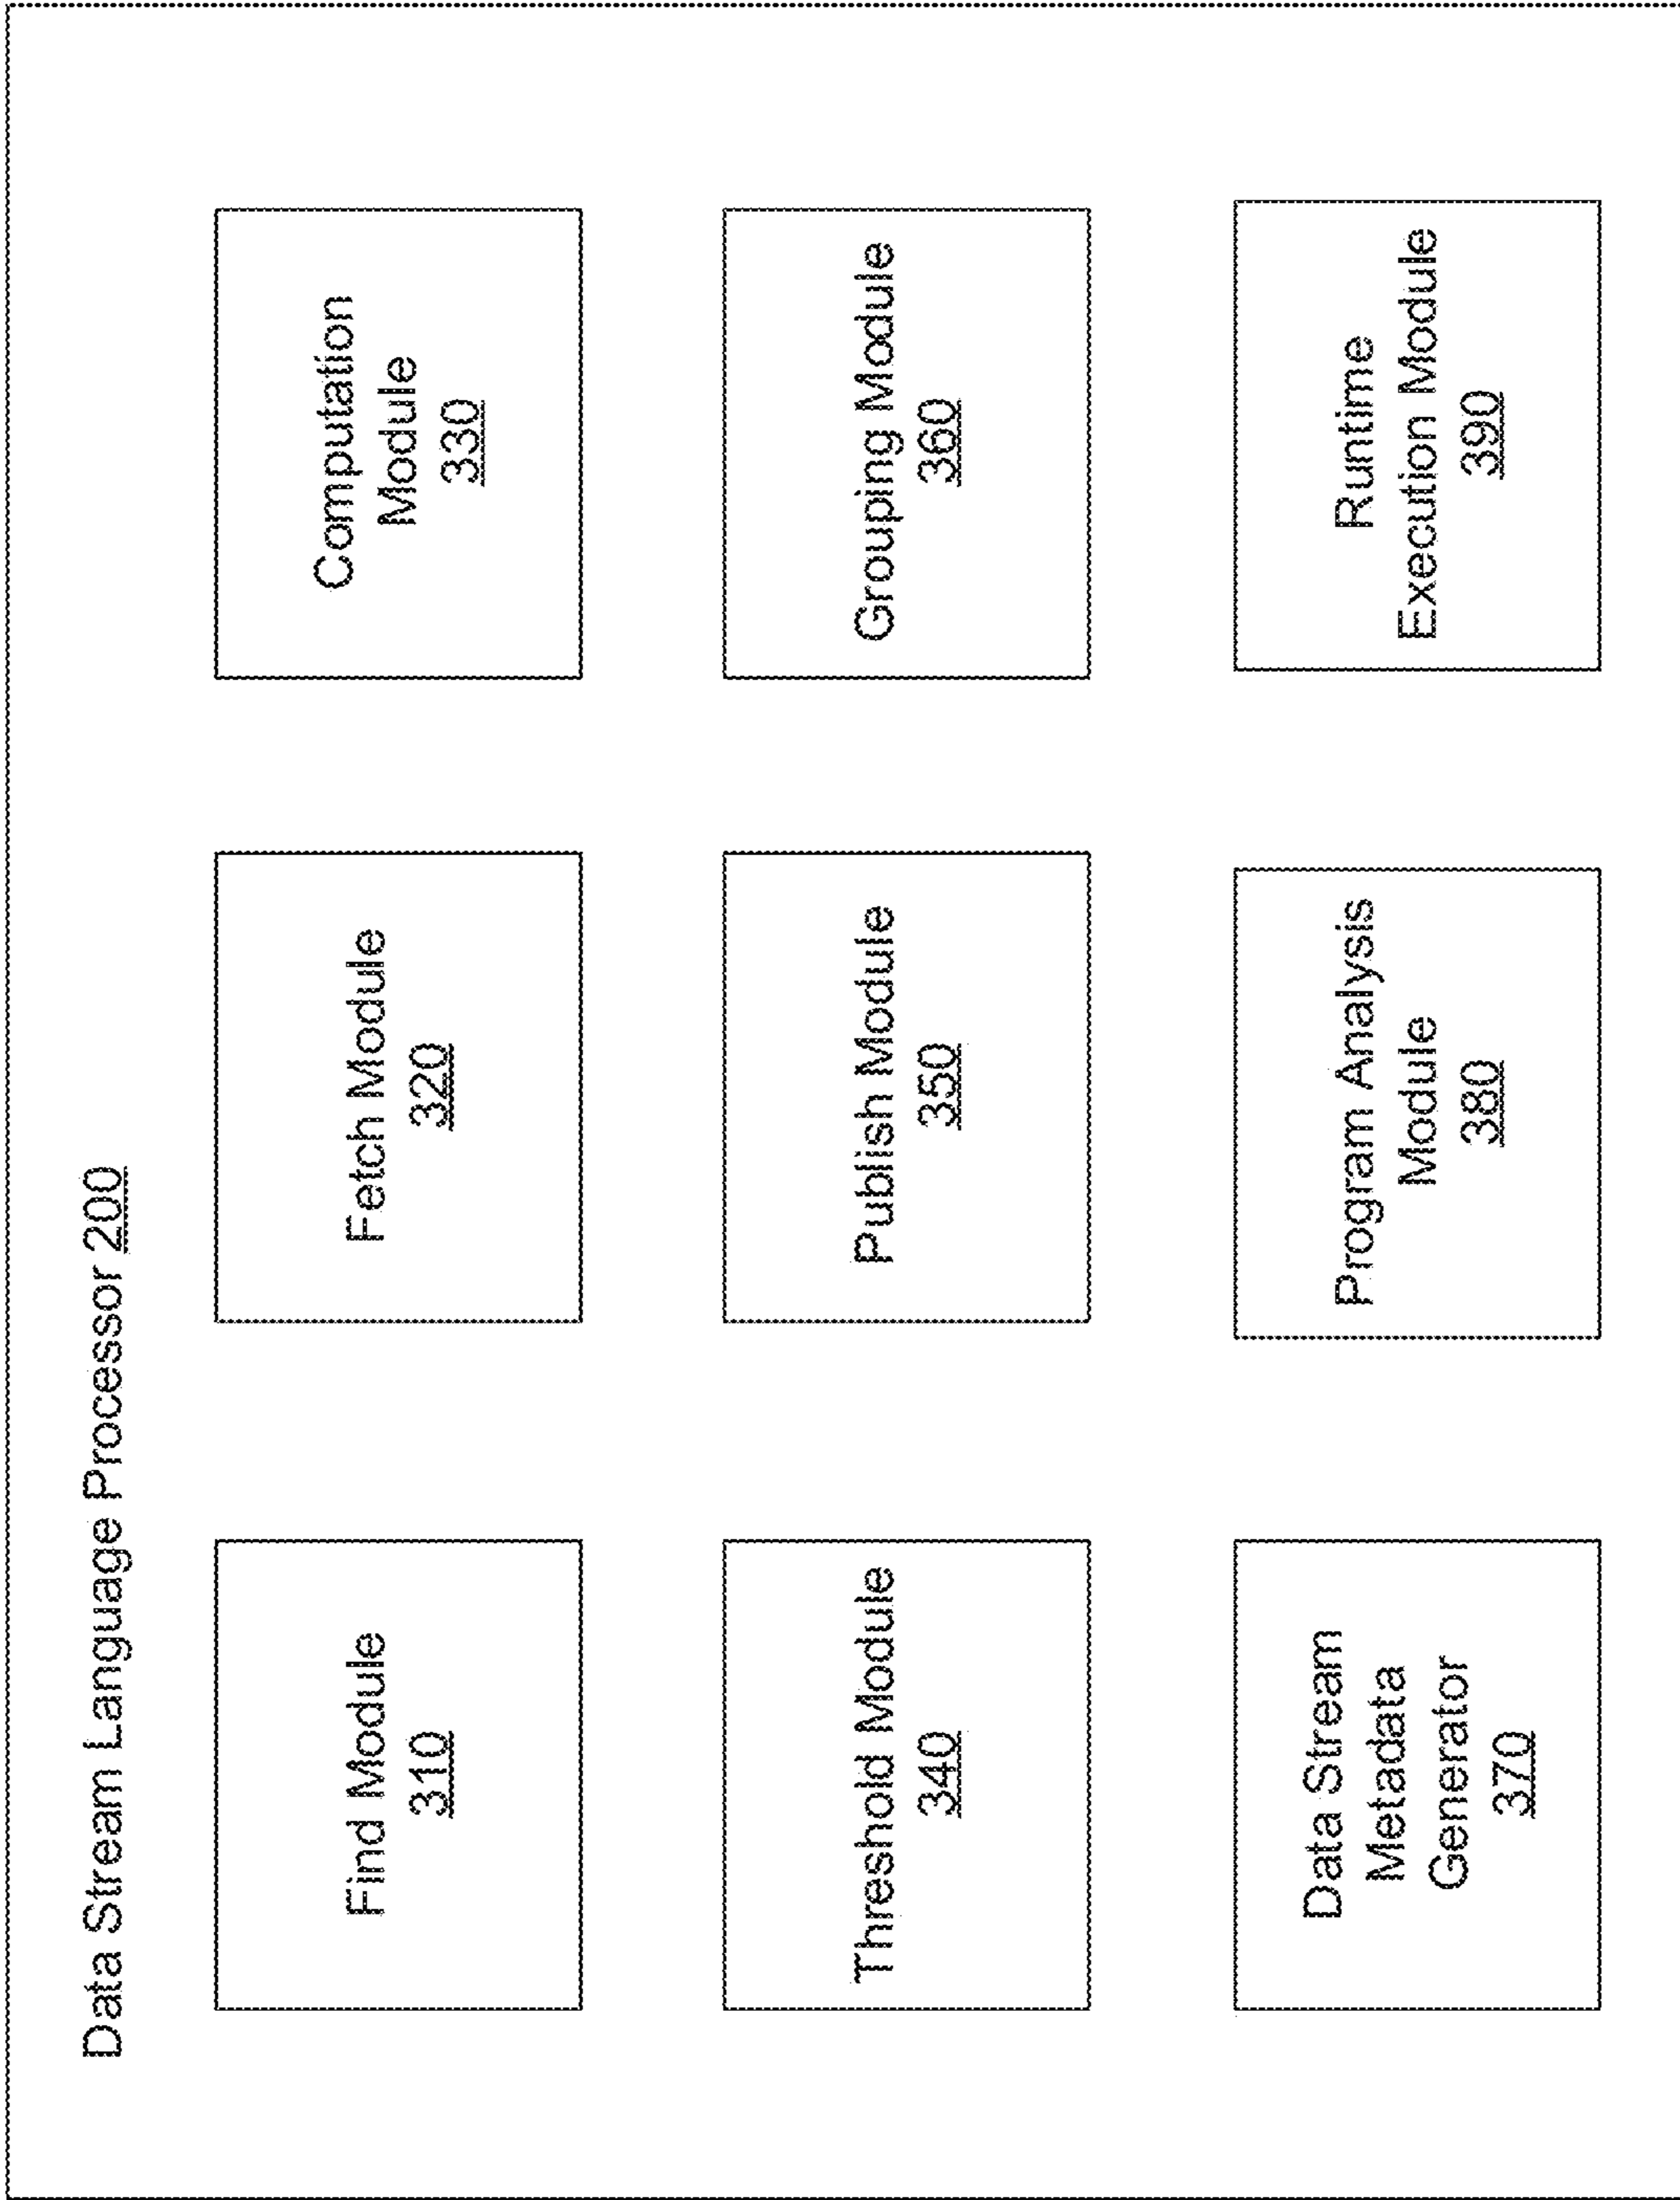 Data Stream Language Processor 200
Find Module
310
Fetch Module
320
Computation
Module
330
Threshold Module
340
Publish Module
350
Grouping Module
360
Data Stream
Metadata
Generator
370
Program Analysis
Module
380
Runtime
Execution Module
390